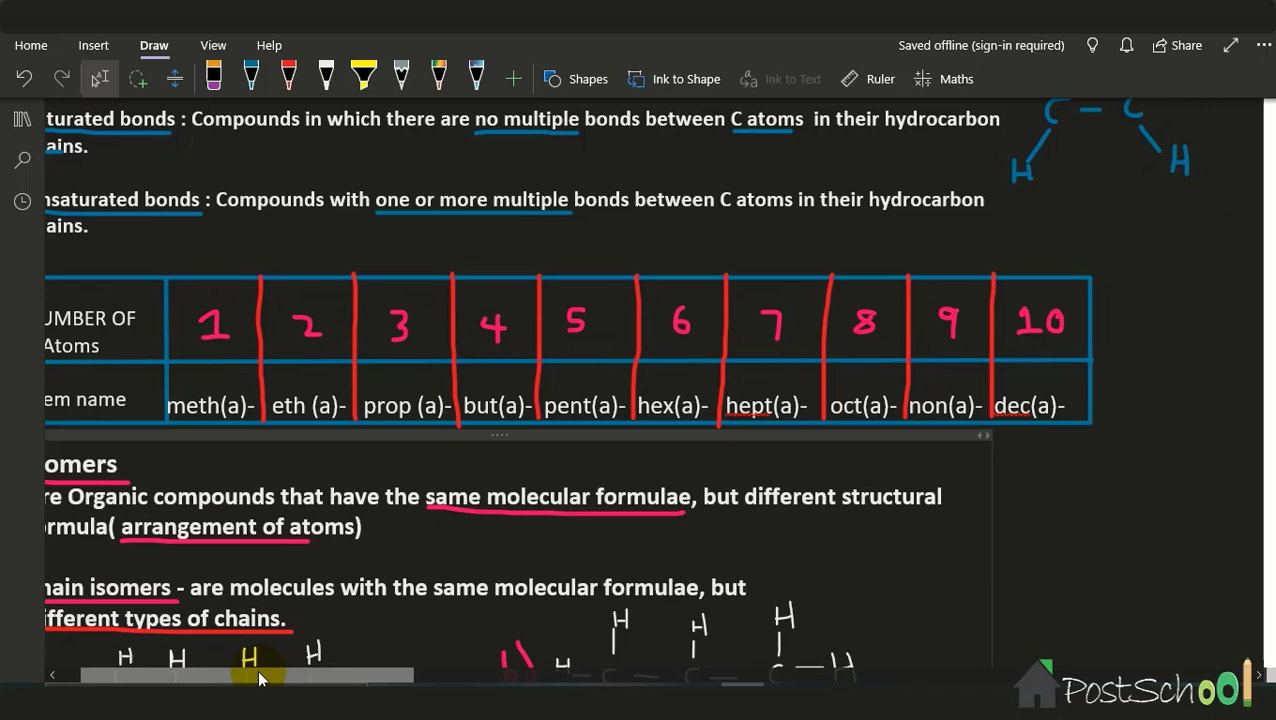 Home Insert Draw View Help Saved offline (sign-in required) Share
Shapes Ink to Shape Ink to Text Ruler Maths
turated bonds : Compounds in which there are no multiple bonds between C atoms in their hydrocarbon
ains.
C – C
H H
nsaturated bonds : Compounds with one or more multiple bonds between C atoms in their hydrocarbon
ains.
UMBER OF
Atoms
1 2 3 4 5 6 7 8 9 10
em name meth(a)- eth (a)- prop (a)- but(a)- pent(a)- hex(a)- hept(a)- oct(a)- non(a)- dec(a)-
omers
re Organic compounds that have the same molecular formulae, but different structural
ormula( arrangement of atoms)
hain isomers - are molecules with the same molecular formulae, but
ifferent types of chains.
H H H
H H H H
b) H – C – C – C – H
PostSchool